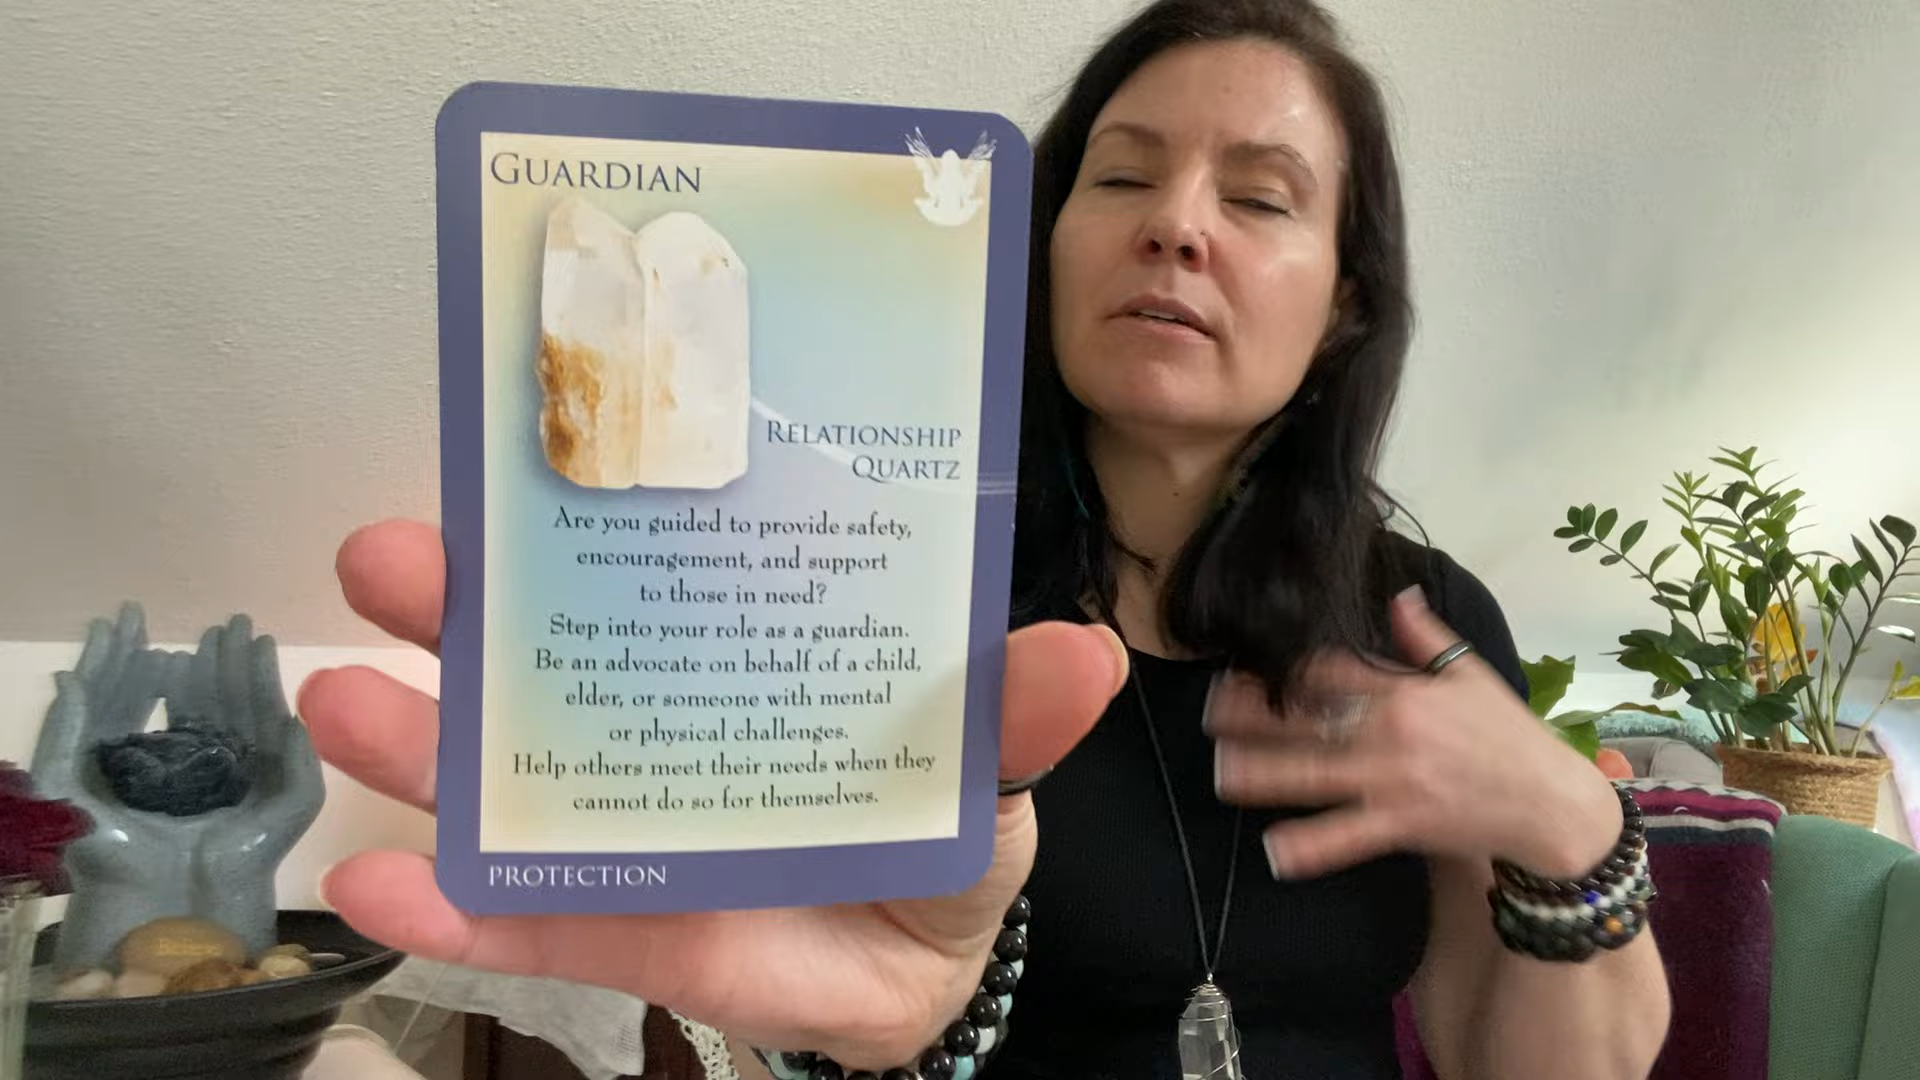 GUARDIAN
RELATIONSHIP
QUARTZ
Are you guided to provide safety,
encouragement, and support
to those in need?
Step into your role as a guardian.
Be an advocate on behalf of a child,
elder, or someone with mental
or physical challenges.
Help others meet their needs when they
cannot do so for themselves.
PROTECTION
Believe